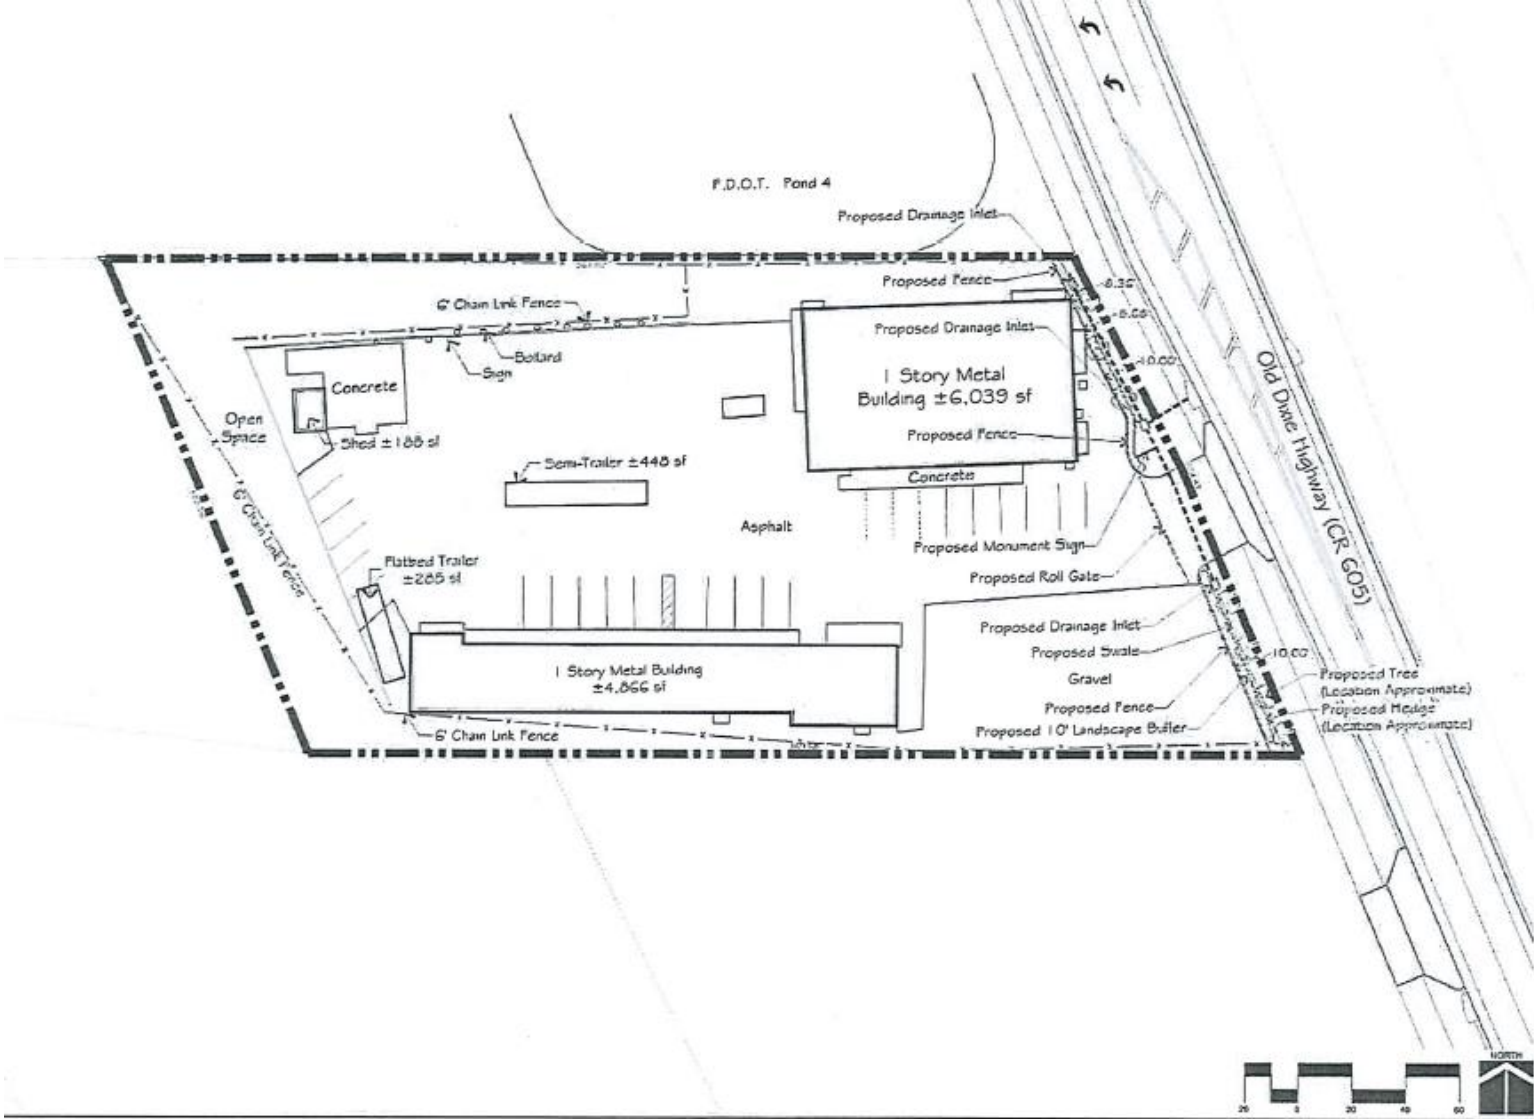 F.D.O.T. Pond 4
Proposed Drainage Inlet
Proposed Fence
6' Chain Link Fence
Proposed Drainage Inlet
10.00
Bollard
Sign
1 Story Metal
Building ±6,039 sf
Concrete
Old Dixie Highway (CR 605)
Open
Space
Shed ±188 sf
Proposed Fence
Semi-Trailer ±448 sf
Concrete
6' Chain Link Fence
Asphalt
Proposed Monument Sign
Flatbed Trailer
±285 sf
Proposed Roll Gate
Proposed Drainage Inlet
Proposed Swale
10.00
1 Story Metal Building
±4,866 sf
Gravel
Proposed Tree
(Location Approximate)
Proposed Fence
Proposed Hedge
(Location Approximate)
Proposed 10' Landscape Buffer
6' Chain Link Fence
NORTH
20 0 20 40 60